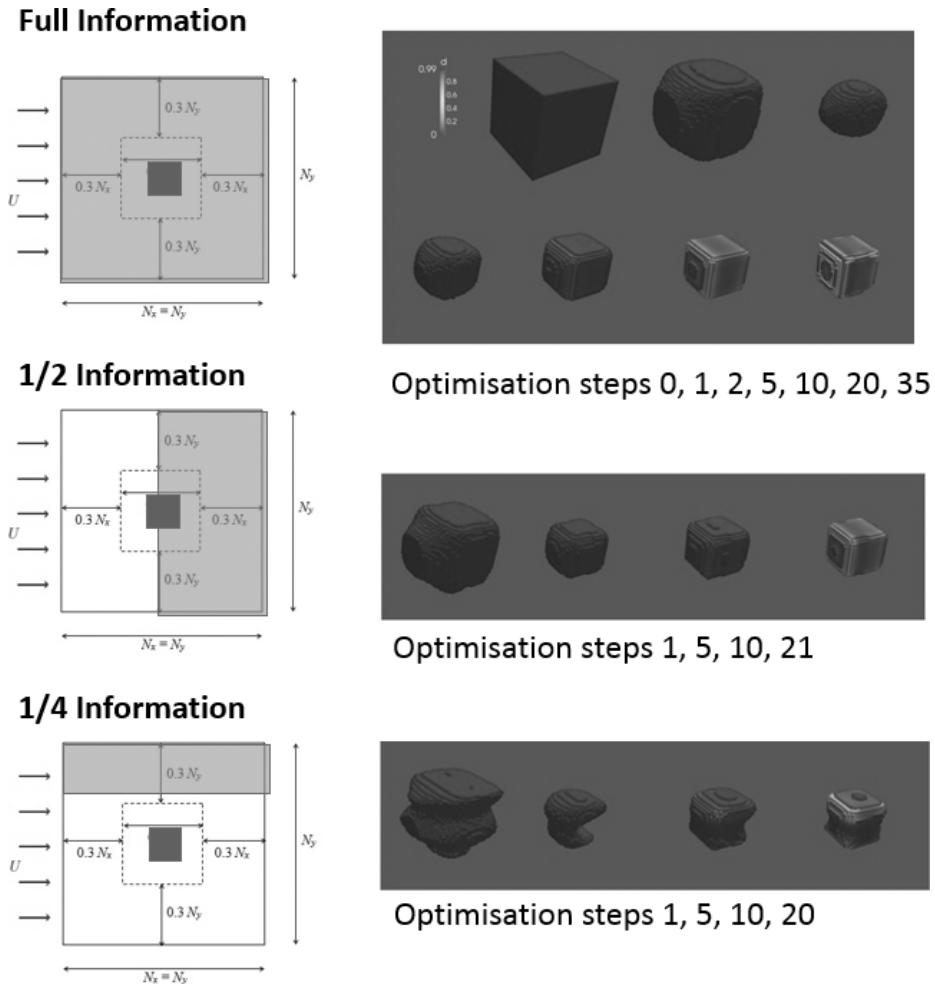 Full Information
0.3 Ny
0.3 Nx
0.3 Nx
Ny
U
0.3 Ny
Nx = Ny
d
0.99
0.8
0.6
0.4
0.2
0
Optimisation steps 0, 1, 2, 5, 10, 20, 35
1/2 Information
0.3 Ny
0.3 Nx
0.3 Nx
Ny
U
0.3 Ny
Nx = Ny
Optimisation steps 1, 5, 10, 21
1/4 Information
0.3 Ny
0.3 Nx
0.3 Nx
Ny
U
0.3 Ny
Nx = Ny
Optimisation steps 1, 5, 10, 20